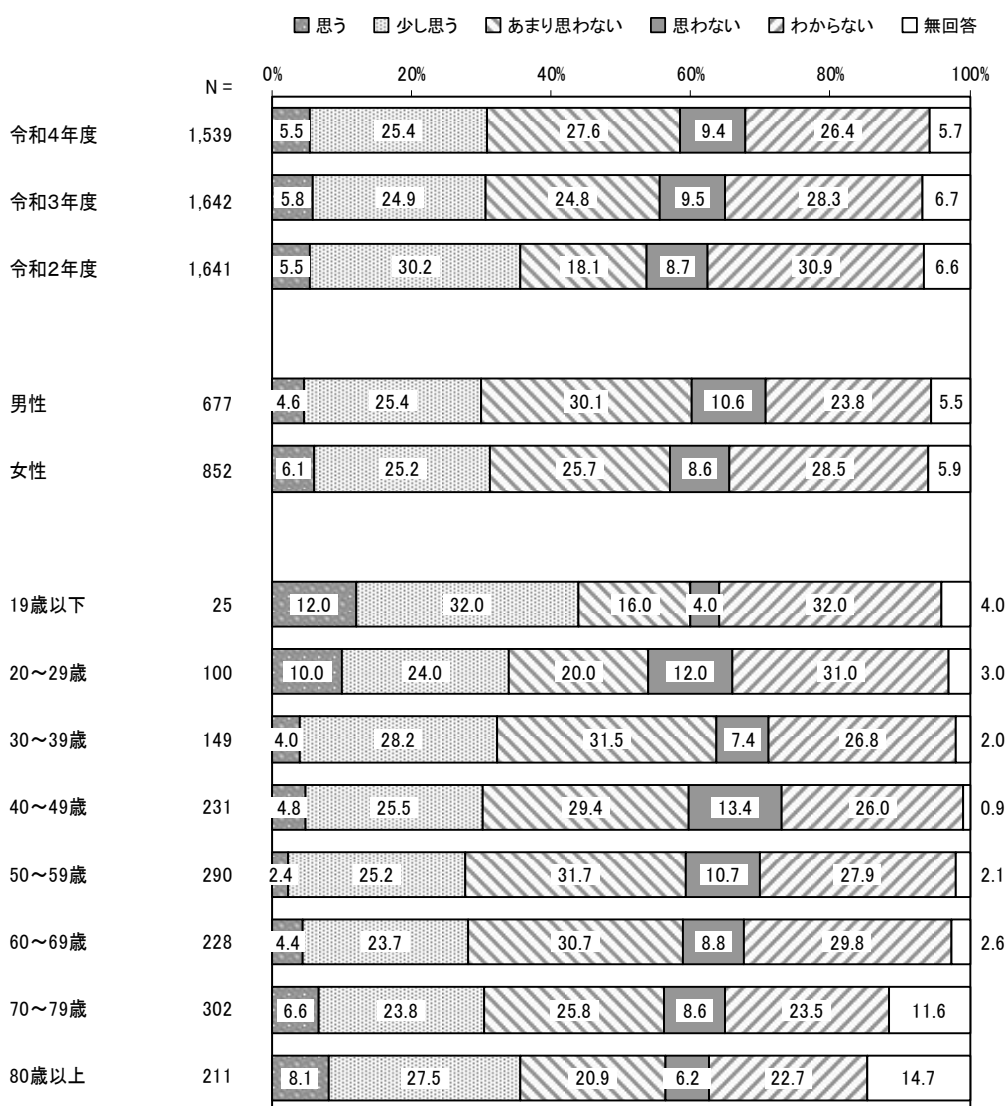 思う 少し思う あまり思わない 思わない わからない 無回答
N = 0% 20% 40% 60% 80% 100%
令和4年度 1,539 5.5 25.4 27.6 9.4 26.4 5.7
令和3年度 1,642 5.8 24.9 24.8 9.5 28.3 6.7
令和2年度 1,641 5.5 30.2 18.1 8.7 30.9 6.6
男性 677 4.6 25.4 30.1 10.6 23.8 5.5
女性 852 6.1 25.2 25.7 8.6 28.5 5.9
19歳以下 25 12.0 32.0 16.0 4.0 32.0 4.0
20～29歳 100 10.0 24.0 20.0 12.0 31.0 3.0
30～39歳 149 4.0 28.2 31.5 7.4 26.8 2.0
40～49歳 231 4.8 25.5 29.4 13.4 26.0 0.9
50～59歳 290 2.4 25.2 31.7 10.7 27.9 2.1
60～69歳 228 4.4 23.7 30.7 8.8 29.8 2.6
70～79歳 302 6.6 23.8 25.8 8.6 23.5 11.6
80歳以上 211 8.1 27.5 20.9 6.2 22.7 14.7